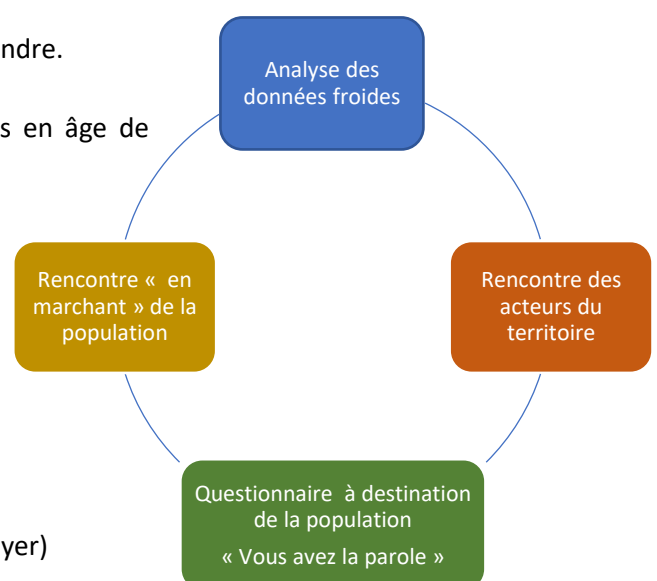 ndre.
Analyse des
données froides
s en âge de
Rencontre « en
marchant » de la
population
Rencontre des
acteurs du
territoire
Questionnaire à destination
de la population
« Vous avez la parole »
yer)